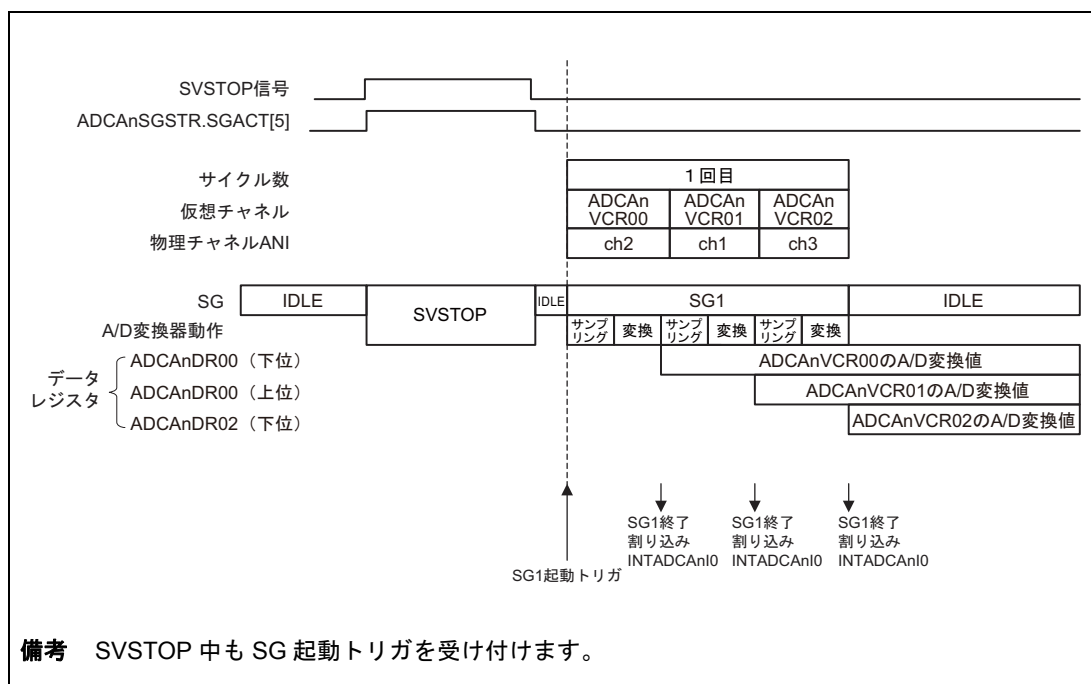 SVSTOP信号
ADCAnSGSTR.SGACT[5]
サイクル数
1回目
仮想チャネル
ADCAn
VCR00
ADCAn
VCR01
ADCAn
VCR02
物理チャネルANI
ch2
ch1
ch3
SG
IDLE
SVSTOP
IDLE
SG1
IDLE
A/D変換器動作
サンプ
リング
変換
サンプ
リング
変換
サンプ
リング
変換
データ
レジスタ
ADCAnDR00（下位）
ADCAnVCR00のA/D変換値
ADCAnDR00（上位）
ADCAnVCR01のA/D変換値
ADCAnDR02（下位）
ADCAnVCR02のA/D変換値
SG1起動トリガ
SG1終了
割り込み
INTADCAnI0
SG1終了
割り込み
INTADCAnI0
SG1終了
割り込み
INTADCAnI0
備考 SVSTOP 中も SG 起動トリガを受け付けます。